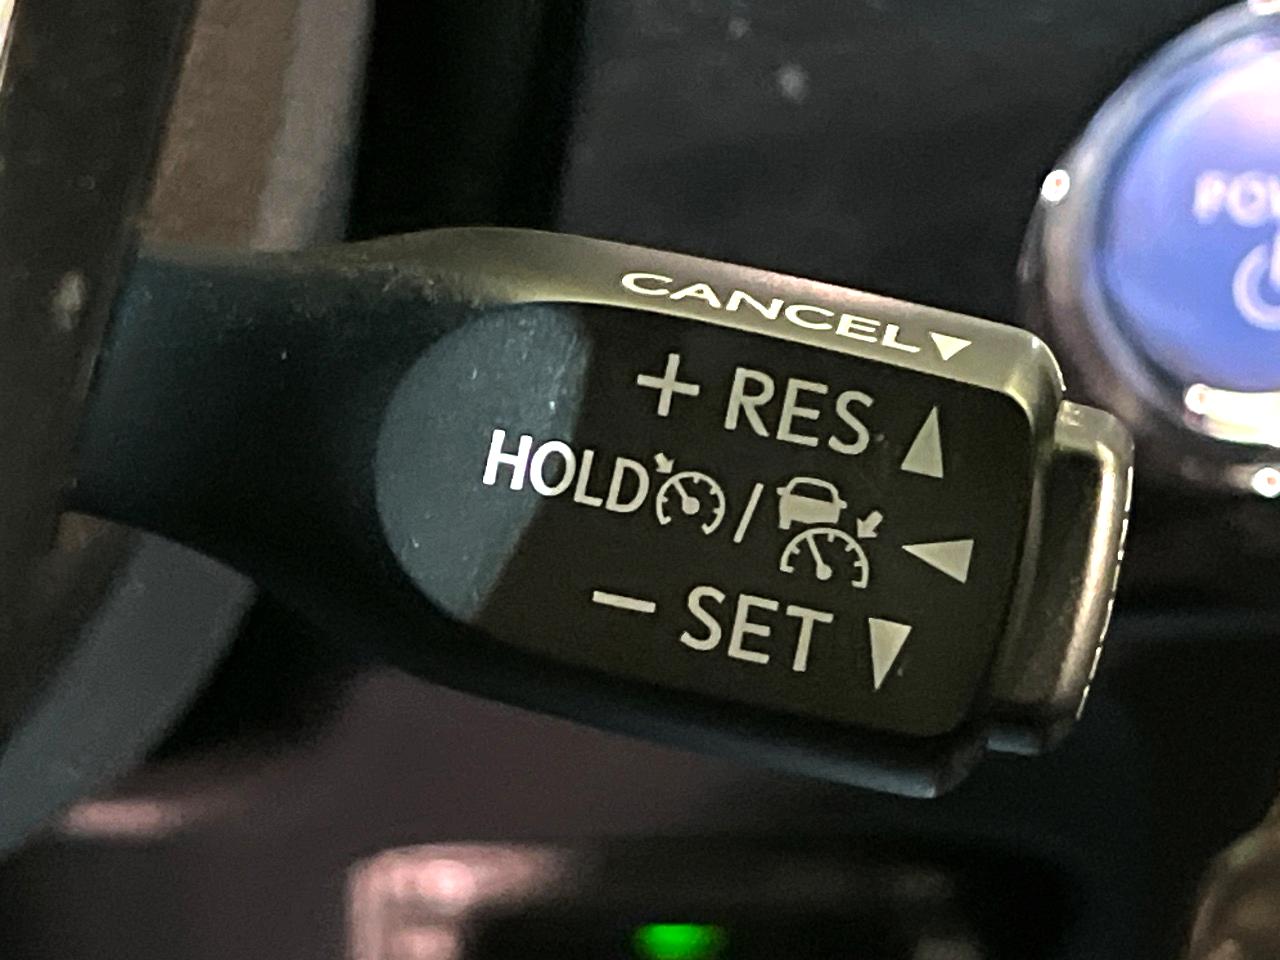 CANCEL
+ RES
HOLD /
− SET